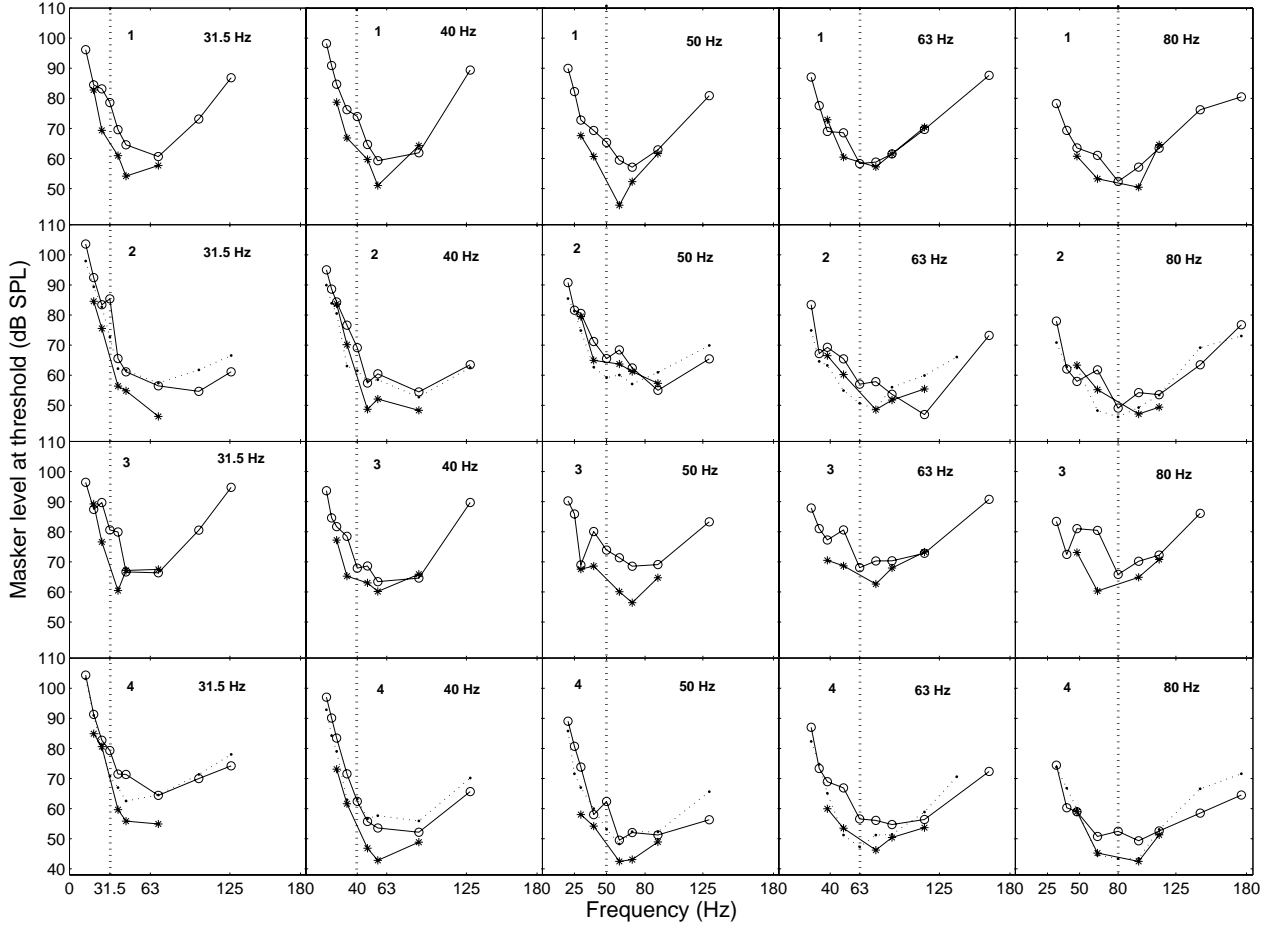 110
100
90
80
70
60
50
1 31.5 Hz
1 40 Hz
1 50 Hz
1 63 Hz
1 80 Hz
110
100
90
80
70
60
50
2 31.5 Hz
2 40 Hz
2 50 Hz
2 63 Hz
2 80 Hz
110
100
90
80
70
60
50
3 31.5 Hz
3 40 Hz
3 50 Hz
3 63 Hz
3 80 Hz
110
100
90
80
70
60
50
40
4 31.5 Hz
4 40 Hz
4 50 Hz
4 63 Hz
4 80 Hz
Masker level at threshold (dB SPL)
0 31.5 63 125 180
40 63 125 180
25 50 80 125 180
40 63 125 180
25 50 80 125 180
Frequency (Hz)